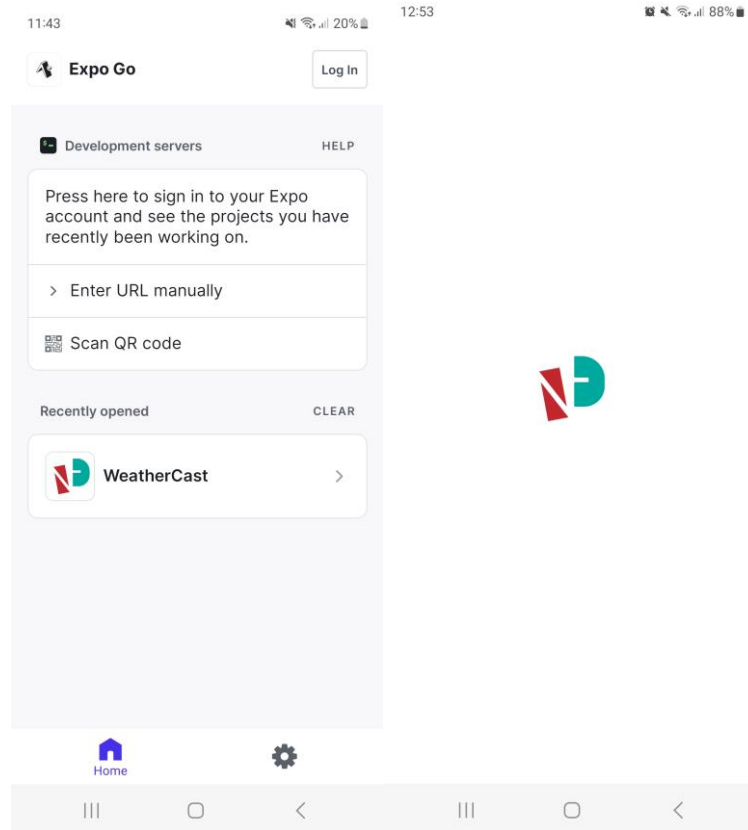 11:43
20%
Expo Go
Log In
Development servers
HELP
Press here to sign in to your Expo
account and see the projects you have
recently been working on.
Enter URL manually
Scan QR code
Recently opened
CLEAR
WeatherCast
Home
12:53
88%